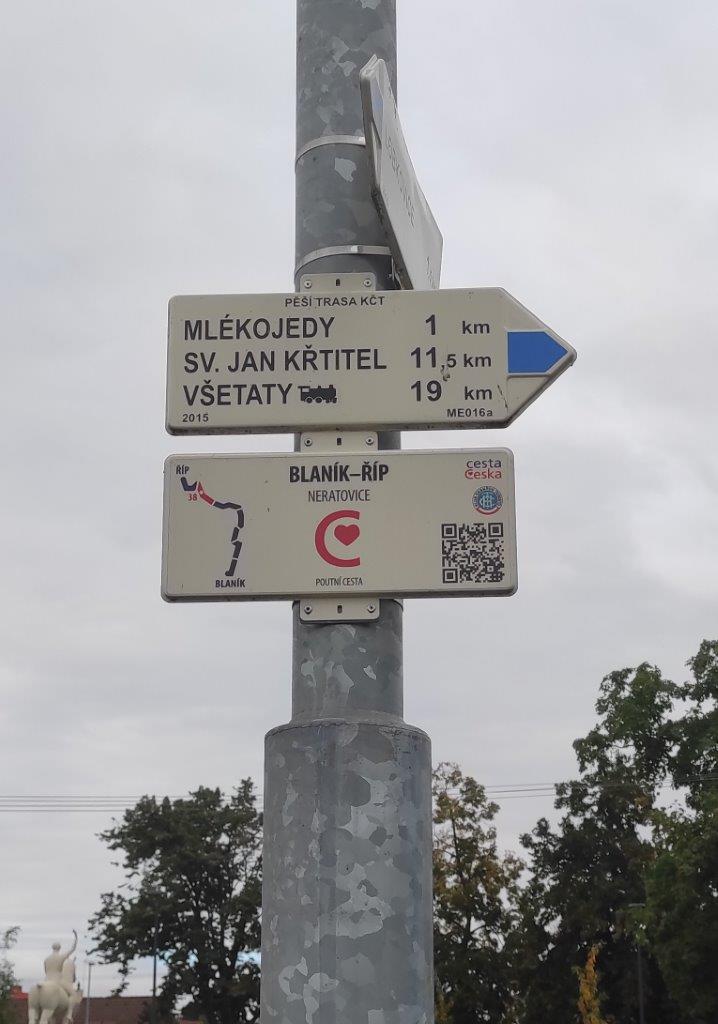 PĚŠÍ TRASA KČT
MLÉKOJEDY 1 km
SV. JAN KŘTITEL 11,5 km
VŠETATY 19 km
2015 ME016a
ŘÍP
38
BLANÍK
BLANÍK–ŘÍP
NERATOVICE
POUTNÍ CESTA
cesta
česka